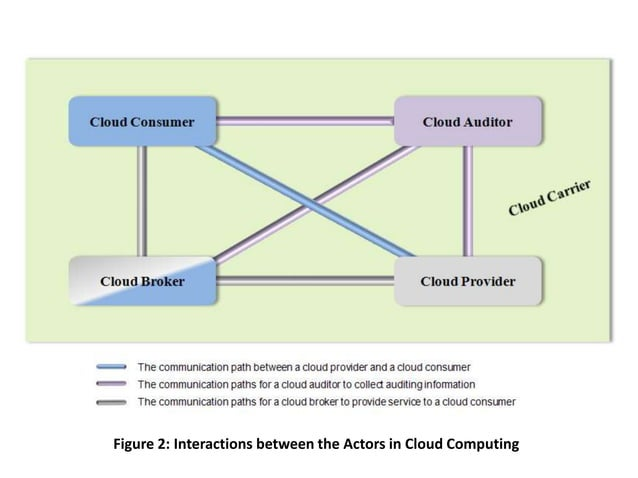 Cloud Consumer
Cloud Auditor
Cloud Carrier
Cloud Broker
Cloud Provider
The communication path between a cloud provider and a cloud consumer
The communication paths for a cloud auditor to collect auditing information
The communication paths for a cloud broker to provide service to a cloud consumer
Figure 2: Interactions between the Actors in Cloud Computing